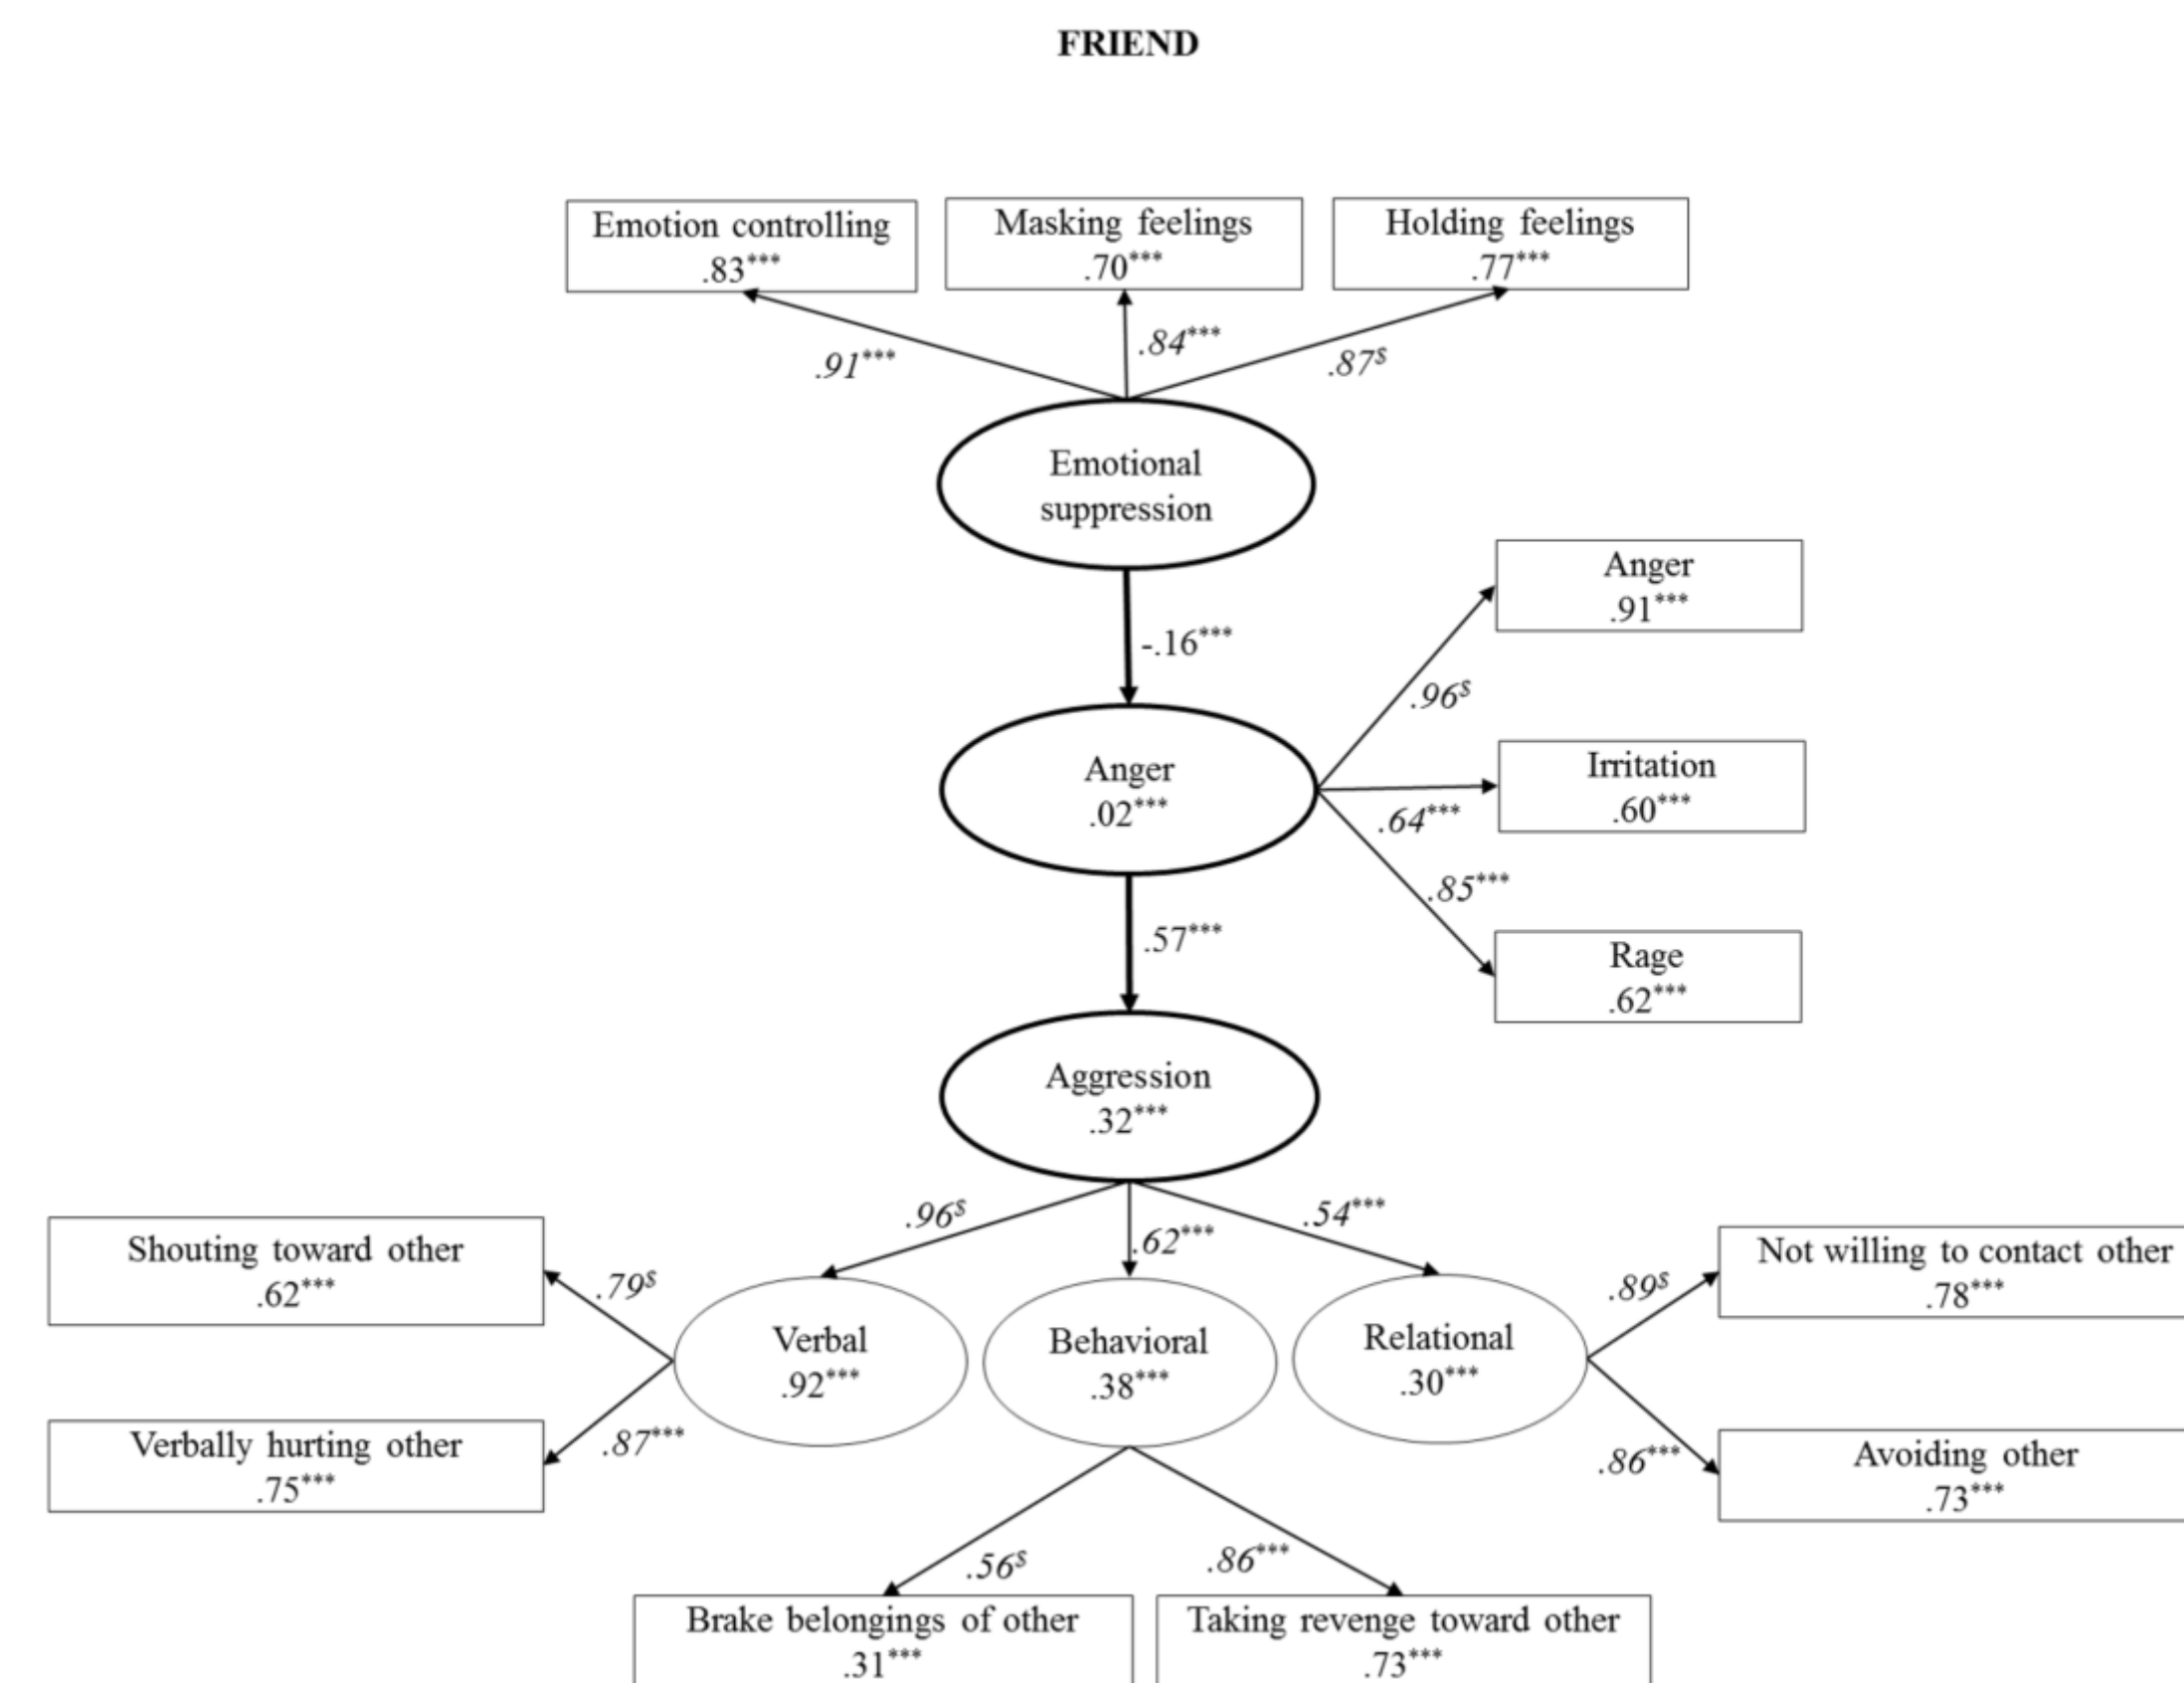 FRIEND
Emotion controlling
.83***
Masking feelings
.70***
Holding feelings
.77***
.91***
.84***
.87$
Emotional
suppression
-.16***
Anger
.91***
.96$
Anger
.02***
Irritation
.60***
.64***
.85***
Rage
.62***
.57***
Aggression
.32***
.96$
.62***
.54***
Shouting toward other
.62***
.79$
Verbal
.92***
Behavioral
.38***
Relational
.30***
.89$
Not willing to contact other
.78***
Verbally hurting other
.75***
.87***
.86***
Avoiding other
.73***
.56$
.86***
Brake belongings of other
.31***
Taking revenge toward other
.73***